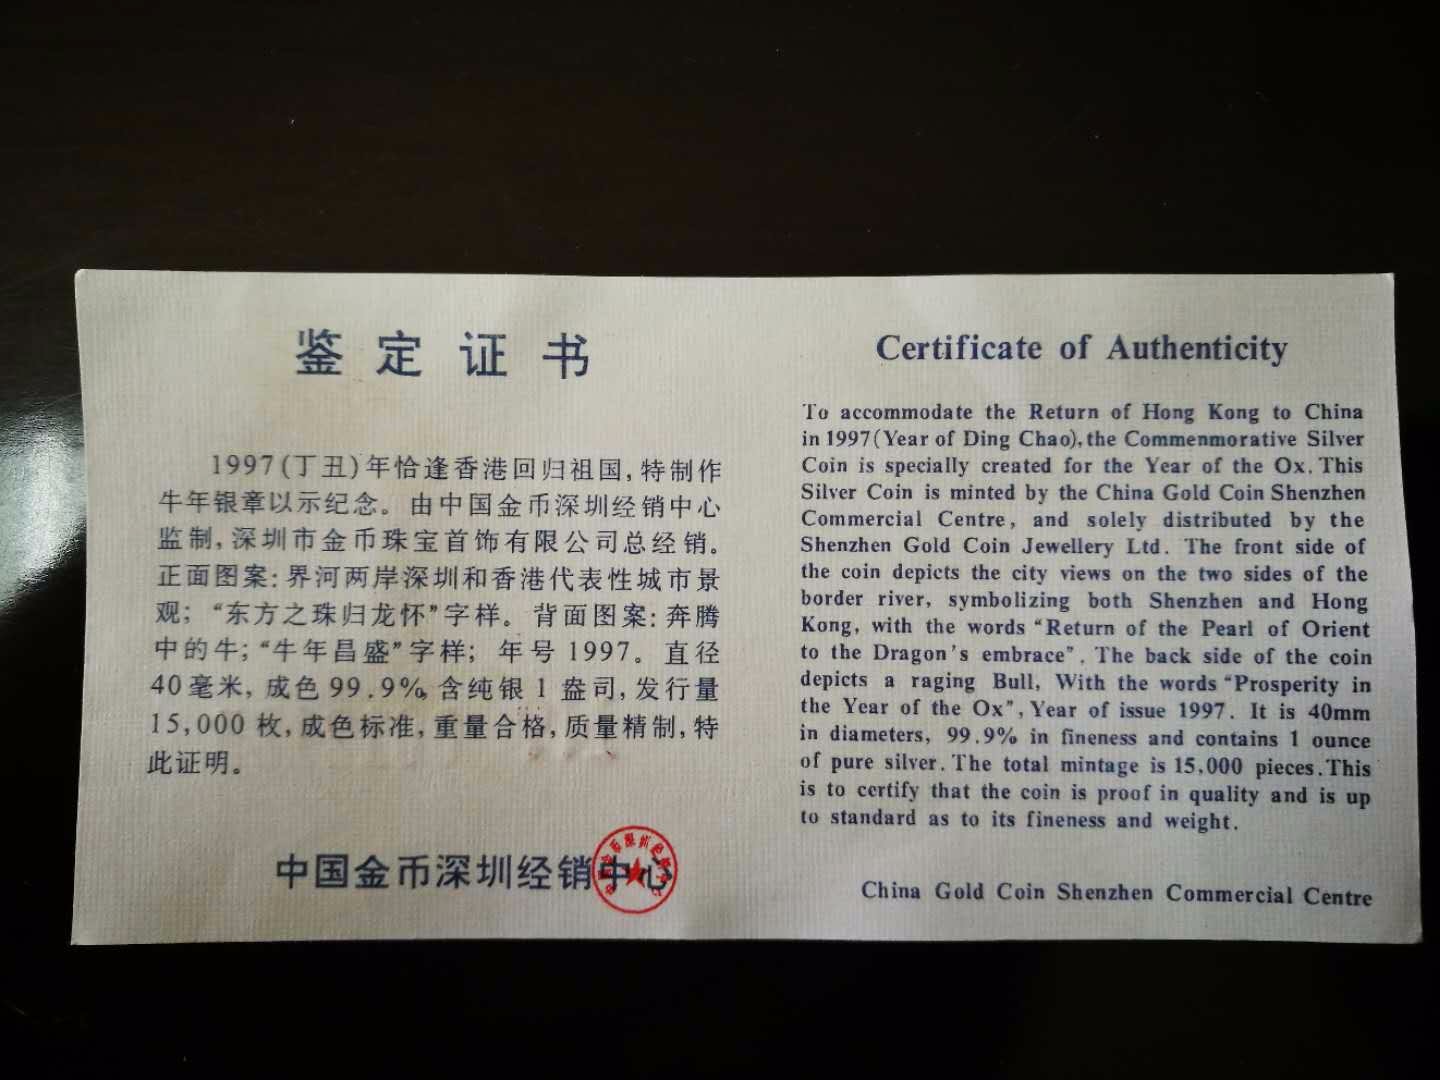 鉴定证书
1997(丁丑)年恰逢香港回归祖国,特制作
牛年银章以示纪念。由中国金币深圳经销中心
监制,深圳市金币珠宝首饰有限公司总经销。
正面图案:界河两岸深圳和香港代表性城市景
观;“东方之珠归龙怀”字样。背面图案:奔腾
中的牛;“牛年昌盛”字样;年号1997。直径
40毫米,成色99.9%,含纯银1盎司,发行量
15,000枚,成色标准,重量合格,质量精制,特
此证明。
中国金币深圳经销中心
Certificate of Authenticity
To accommodate the Return of Hong Kong to China
in 1997(Year of Ding Chao),the Commenmorative Silver
Coin is specially created for the Year of the Ox. This
Silver Coin is minted by the China Gold Coin Shenzhen
Commercial Centre, and solely distributed by the
Shenzhen Gold Coin Jewellery Ltd. The front side of
the coin depicts the city views on the two sides of the
border river, symbolizing both Shenzhen and Hong
Kong, with the words “Return of the Pearl of Orient
to the Dragon's embrace”. The back side of the coin
depicts a raging Bull, With the words “Prosperity in
the Year of the Ox”, Year of issue 1997. It is 40mm
in diameters, 99.9% in fineness and contains 1 ounce
of pure silver. The total mintage is 15,000 pieces. This
is to certify that the coin is proof in quality and is up
to standard as to its fineness and weight.
China Gold Coin Shenzhen Commercial Centre